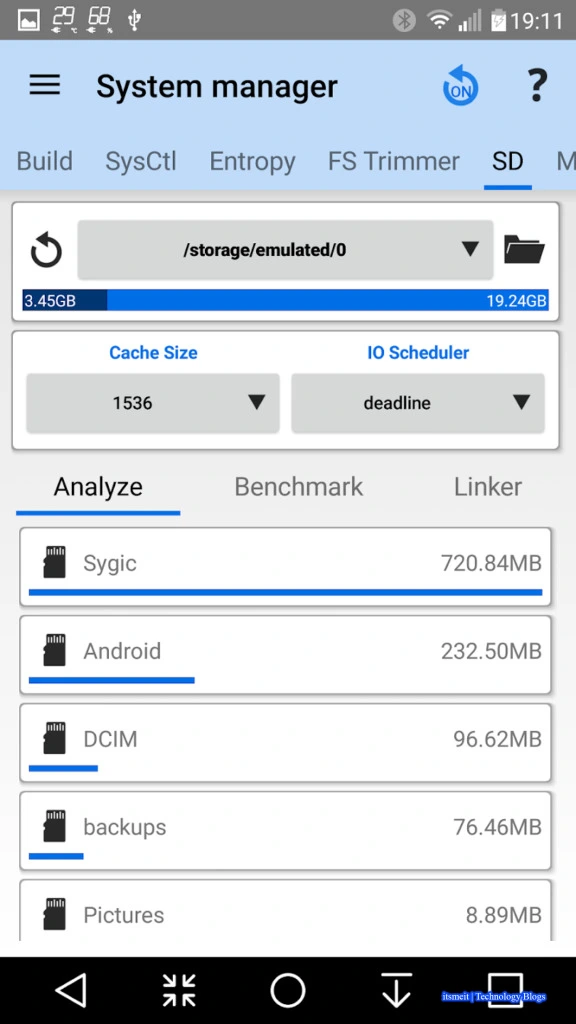 29 °C 68 % 19:11
System manager ON ?
Build SysCtl Entropy FS Trimmer SD M
/storage/emulated/0
3.45GB 19.24GB
Cache Size IO Scheduler
1536 deadline
Analyze Benchmark Linker
Sygic 720.84MB
Android 232.50MB
DCIM 96.62MB
backups 76.46MB
Pictures 8.89MB
itsmeit | Technology Blogs